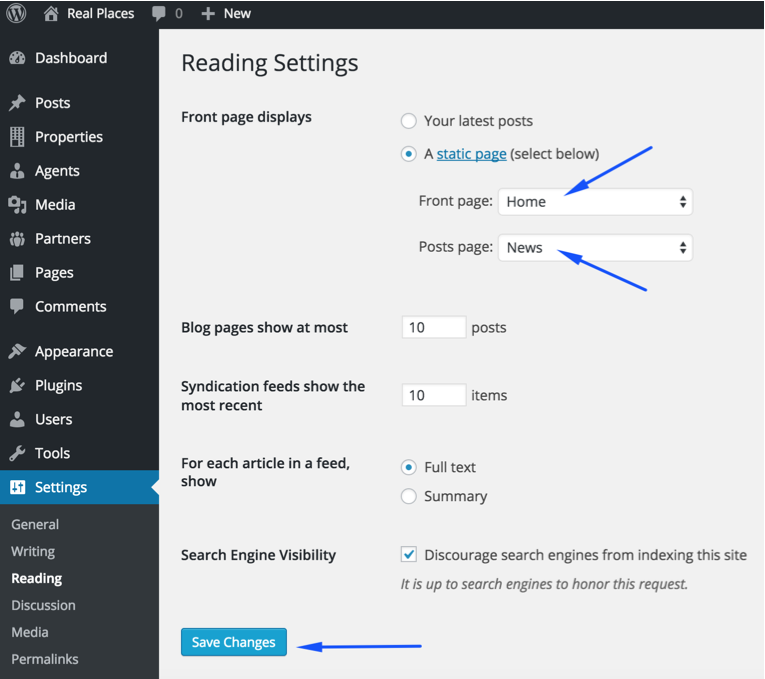 Real Places 0 New
Dashboard
Posts
Properties
Agents
Media
Partners
Pages
Comments
Appearance
Plugins
Users
Tools
Settings
General
Writing
Reading
Discussion
Media
Permalinks
Reading Settings
Front page displays
Your latest posts
A static page (select below)
Front page: Home
Posts page: News
Blog pages show at most 10 posts
Syndication feeds show the
most recent
10 items
For each article in a feed,
show
Full text
Summary
Search Engine Visibility
Discourage search engines from indexing this site
It is up to search engines to honor this request.
Save Changes